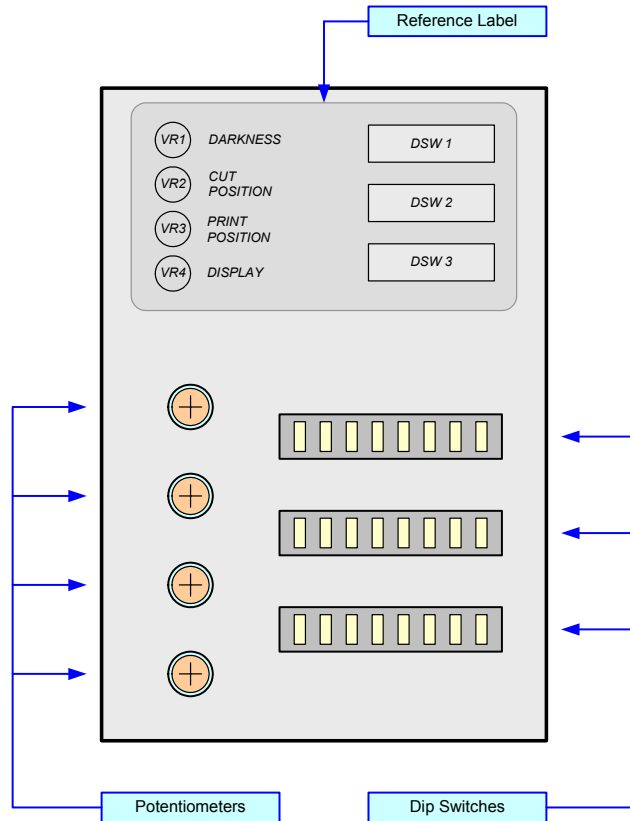 Reference Label
VR1 DARKNESS
DSW 1
VR2 CUT
POSITION
DSW 2
VR3 PRINT
POSITION
DSW 3
VR4 DISPLAY
Potentiometers
Dip Switches